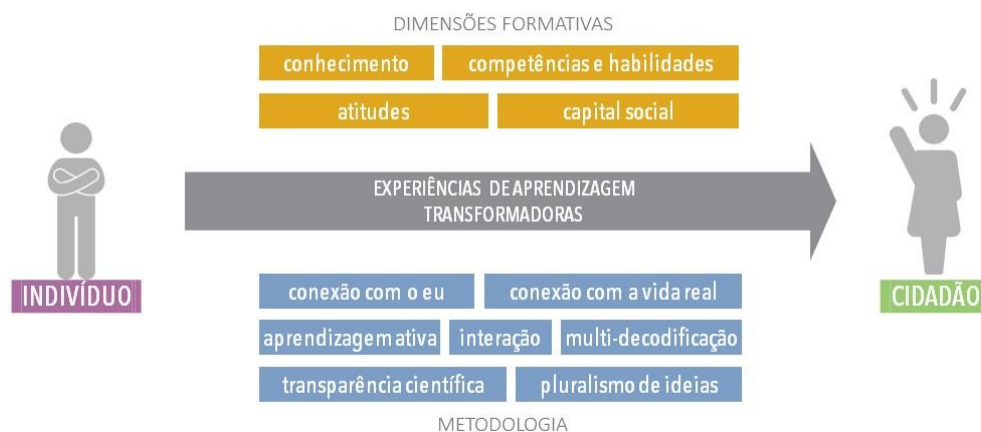 DIMENSÕES FORMATIVAS
conhecimento
competências e habilidades
atitudes
capital social
EXPERIÊNCIAS DE APRENDIZAGEM
TRANSFORMADORAS
INDIVÍDUO
CIDADÃO
conexão com o eu
conexão com a vida real
aprendizagem ativa
interação
multi-decodificação
transparência científica
pluralismo de ideias
METODOLOGIA